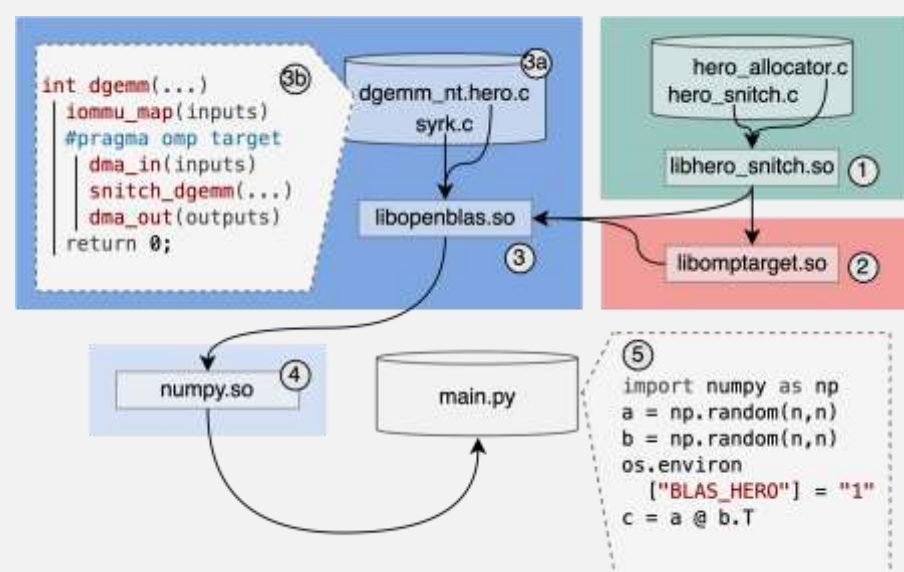 int dgemm(...)
iommu_map(inputs)
#pragma omp target
dma_in(inputs)
snitch_dgemm(...)
dma_out(outputs)
return 0;
3b
3a
dgemm_nt.hero.c
syrk.c
libopenblas.so
3
hero_allocator.c
hero_snitch.c
libhero_snitch.so
1
libomptarget.so
2
numpy.so
4
main.py
5
import numpy as np
a = np.random(n,n)
b = np.random(n,n)
os.environ
["BLAS_HERO"] = "1"
c = a @ b.T